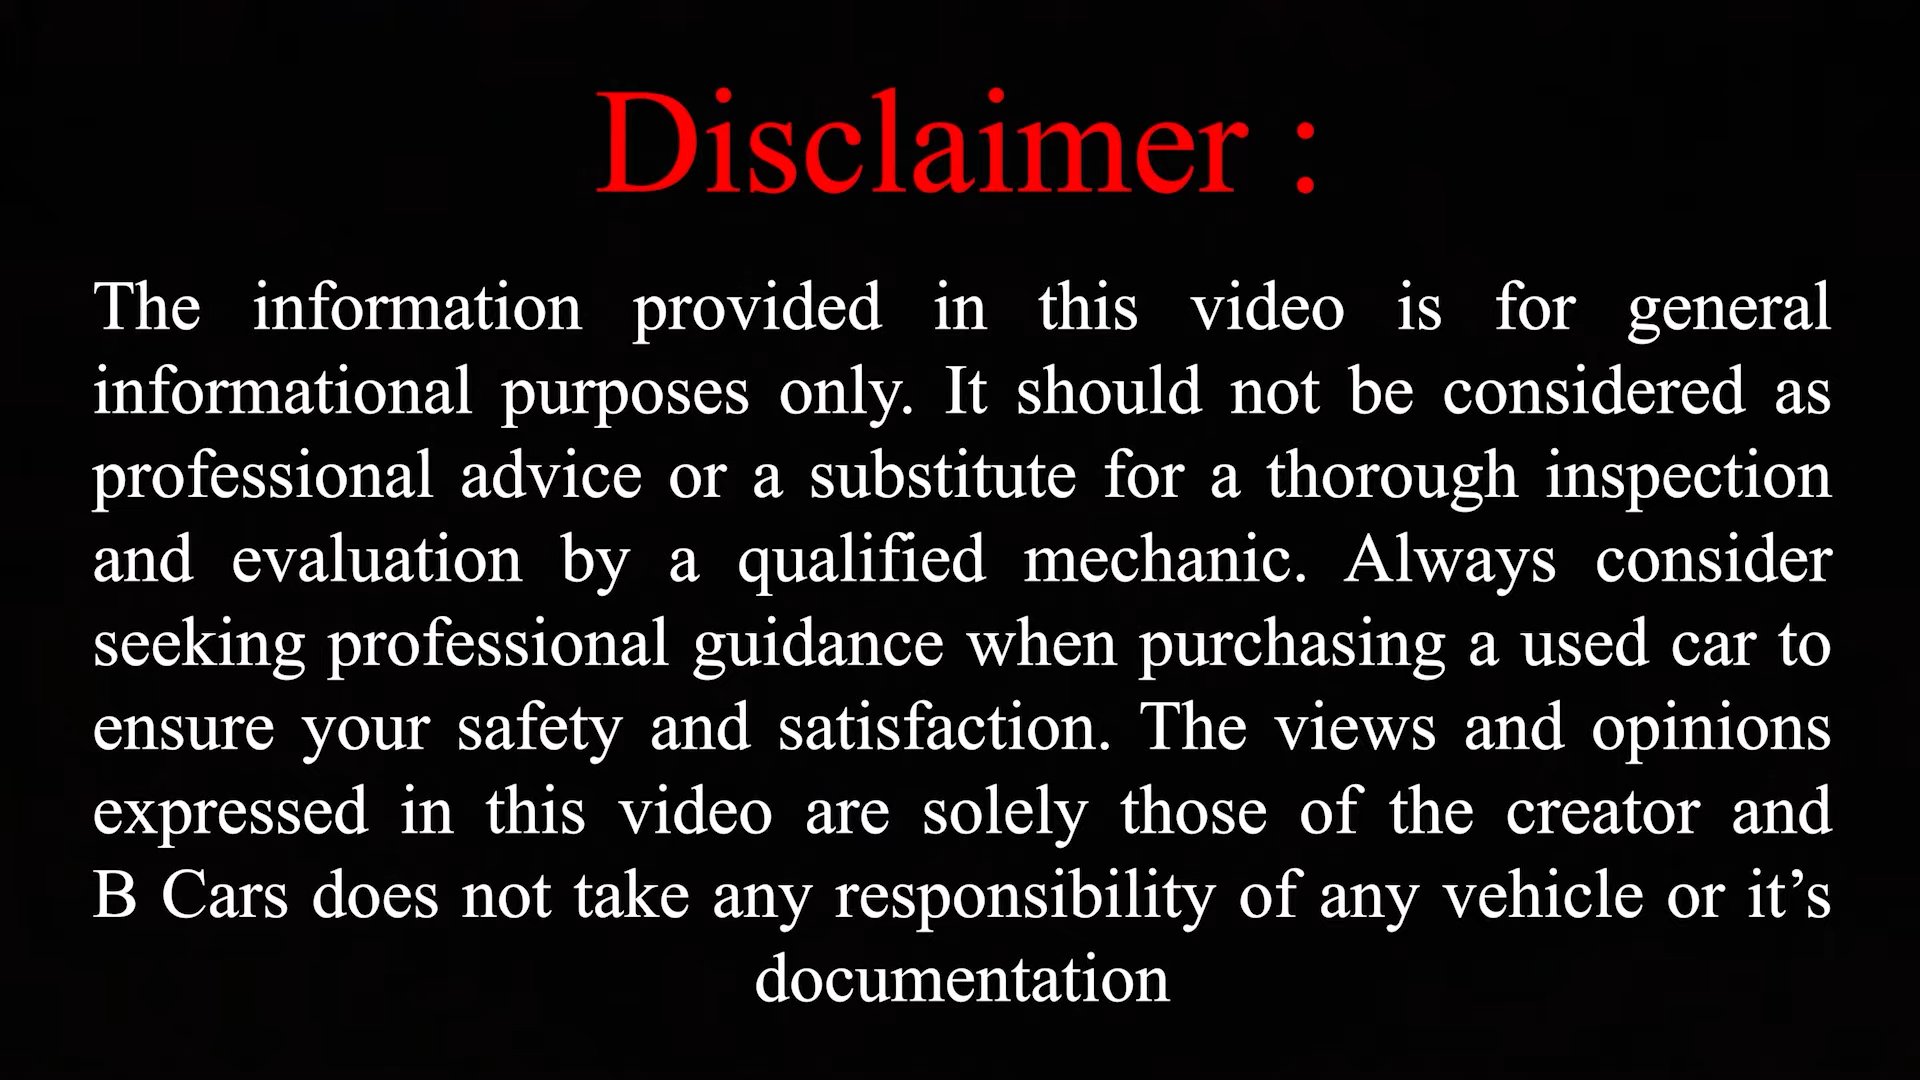 Disclaimer :
The information provided in this video is for general
informational purposes only. It should not be considered as
professional advice or a substitute for a thorough inspection
and evaluation by a qualified mechanic. Always consider
seeking professional guidance when purchasing a used car to
ensure your safety and satisfaction. The views and opinions
expressed in this video are solely those of the creator and
B Cars does not take any responsibility of any vehicle or it’s
documentation